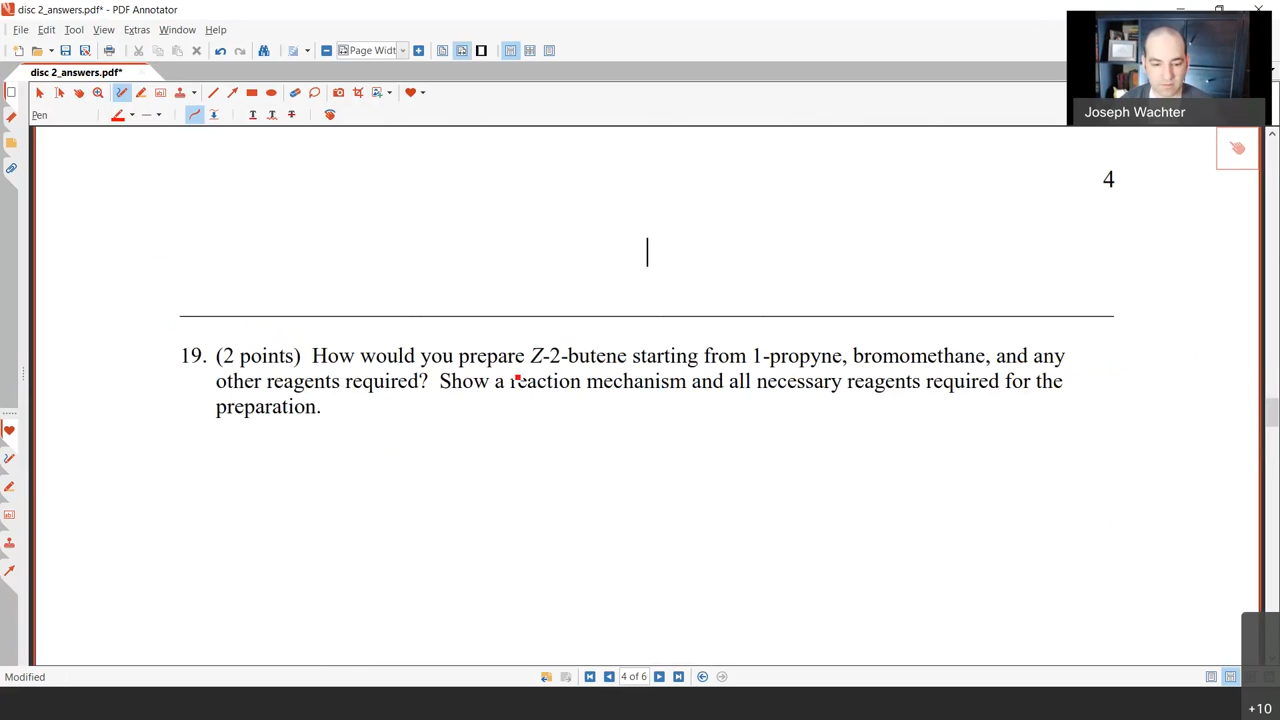 disc 2_answers.pdf* - PDF Annotator
File Edit Tool View Extras Window Help
Page Widt
disc 2_answers.pdf*
Pen
Joseph Wachter
4
19. (2 points) How would you prepare Z-2-butene starting from 1-propyne, bromomethane, and any
other reagents required? Show a reaction mechanism and all necessary reagents required for the
preparation.
Modified
4 of 6
+10